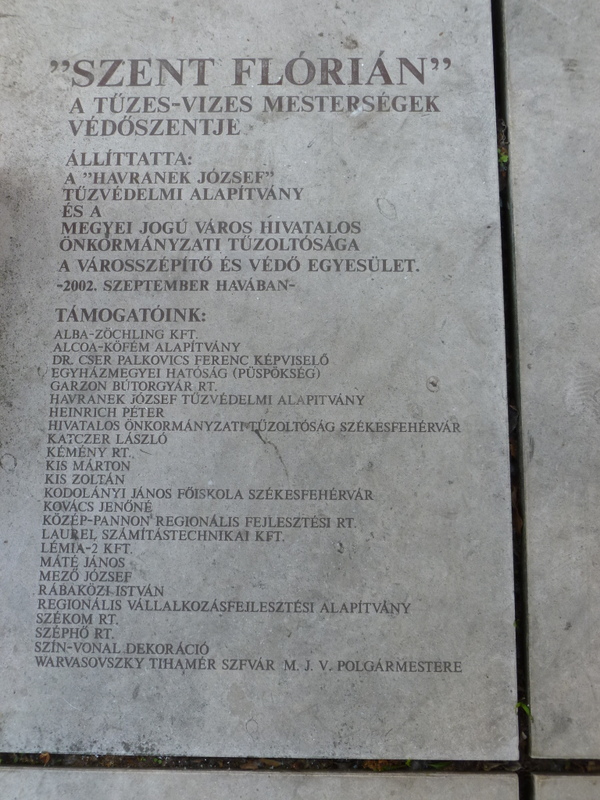 "SZENT FLÓRIÁN"
A TŰZES-VIZES MESTERSÉGEK
VÉDŐSZENTJE
ÁLLÍTTATTA:
A "HAVRANEK JÓZSEF"
TŰZVÉDELMI ALAPÍTVÁNY
ÉS A
MEGYEI JOGÚ VÁROS HIVATALOS
ÖNKORMÁNYZATI TŰZOLTÓSÁGA
A VÁROSSZÉPÍTŐ ÉS VÉDŐ EGYESÜLET.
-2002. SZEPTEMBER HAVÁBAN-
TÁMOGATÓINK:
ALBA-ZÖCHLING KFT.
ALCOA-KÖFÉM ALAPÍTVÁNY
DR. CSER PALKOVICS FERENC KÉPVISELŐ
EGYHÁZMEGYEI HATÓSÁG (PÜSPÖKSÉG)
GARZON BÚTORGYÁR RT.
HAVRANEK JÓZSEF TŰZVÉDELMI ALAPITVÁNY
HEINRICH PÉTER
HIVATALOS ÖNKORMÁNYZATI TŰZOLTÓSÁG SZÉKESFEHÉRVÁR
KATCZER LÁSZLÓ
KÉMÉNY RT.
KIS MÁRTON
KIS ZOLTÁN
KODOLÁNYI JÁNOS FŐISKOLA SZÉKESFEHÉRVÁR
KOVÁCS JENŐNÉ
KÖZÉP-PANNON REGIONÁLIS FEJLESZTÉSI RT.
LAUREL SZÁMÍTÁSTECHNIKAI KFT.
LÉMIA-2 KFT.
MÁTÉ JÁNOS
MEZŐ JÓZSEF
RÁBAKÖZI ISTVÁN
REGIONÁLIS VÁLLALKOZÁSFEJLESZTÉSI ALAPÍTVÁNY
SZÉKOM RT.
SZÉPHŐ RT.
SZÍN-VONAL DEKORÁCIÓ
WARVASOVSZKY TIHAMÉR SZFVÁR M. J. V. POLGÁRMESTERE